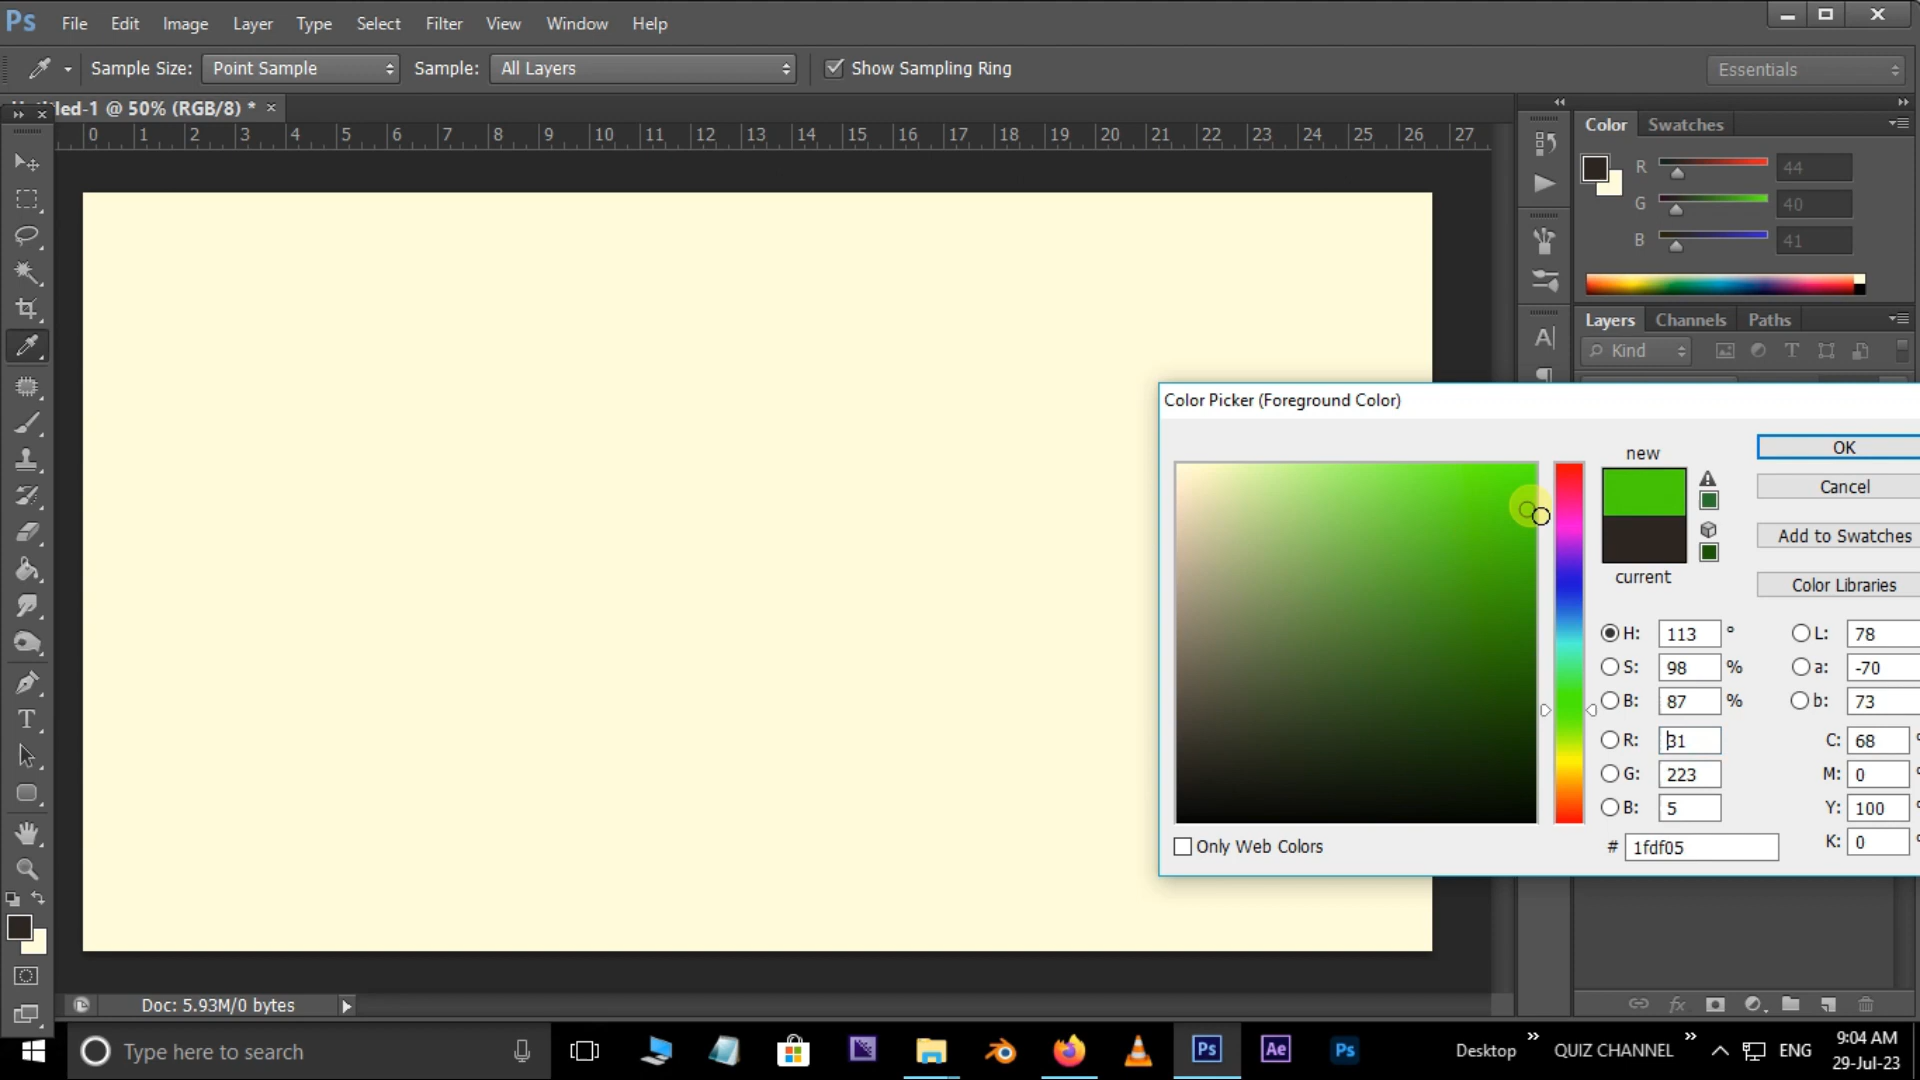 Ps File Edit Image Layer Type Select Filter View Window Help
Sample Size: Point Sample Sample: All Layers Show Sampling Ring Essentials
tled-1 @ 50% (RGB/8) * ×
0 1 2 3 4 5 6 7 8 9 10 11 12 13 14 15 16 17 18 19 20 21 22 23 24 25 26 27
Color Swatches
R 44
G 40
B 41
Layers Channels Paths
Kind
Color Picker (Foreground Color)
new
current
OK
Cancel
Add to Swatches
Color Libraries
H: 113 ° L: 78
S: 98 % a: -70
B: 87 % b: 73
R: 31 C: 68
G: 223 M: 0
B: 5 Y: 100
# 1fdf05 K: 0
Only Web Colors
Doc: 5.93M/0 bytes
Type here to search
Ps Ae Ps
Desktop
QUIZ CHANNEL
ENG
9:04 AM
29-Jul-23